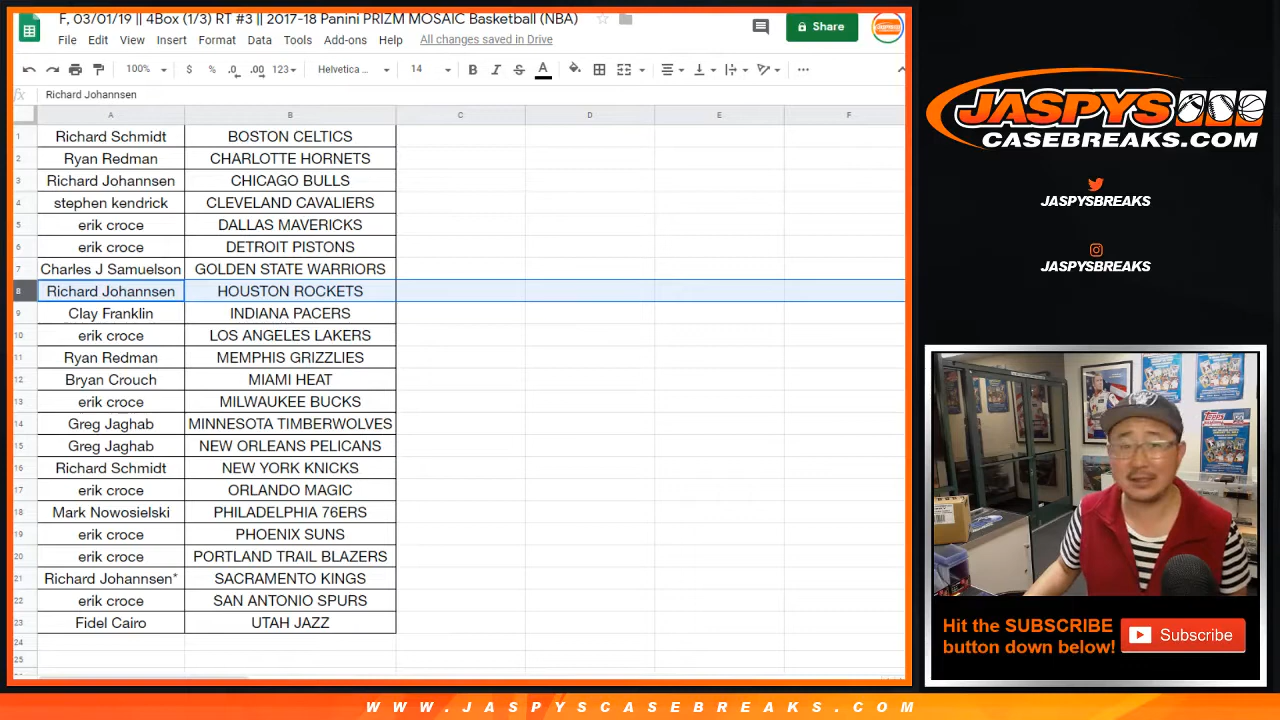 F, 03/01/19 || 4Box (1/3) RT #3 || 2017-18 Panini PRIZM MOSAIC Basketball (NBA)
File Edit View Insert Format Data Tools Add-ons Help All changes saved in Drive
Share
100% $ % .0 .00 123 Helvetica ... 14 B I S A
fx Richard Johannsen
A B C D E F
1 Richard Schmidt BOSTON CELTICS
2 Ryan Redman CHARLOTTE HORNETS
3 Richard Johannsen CHICAGO BULLS
4 stephen kendrick CLEVELAND CAVALIERS
5 erik croce DALLAS MAVERICKS
6 erik croce DETROIT PISTONS
7 Charles J Samuelson GOLDEN STATE WARRIORS
8 Richard Johannsen HOUSTON ROCKETS
9 Clay Franklin INDIANA PACERS
10 erik croce LOS ANGELES LAKERS
11 Ryan Redman MEMPHIS GRIZZLIES
12 Bryan Crouch MIAMI HEAT
13 erik croce MILWAUKEE BUCKS
14 Greg Jaghab MINNESOTA TIMBERWOLVES
15 Greg Jaghab NEW ORLEANS PELICANS
16 Richard Schmidt NEW YORK KNICKS
17 erik croce ORLANDO MAGIC
18 Mark Nowosielski PHILADELPHIA 76ERS
19 erik croce PHOENIX SUNS
20 erik croce PORTLAND TRAIL BLAZERS
21 Richard Johannsen* SACRAMENTO KINGS
22 erik croce SAN ANTONIO SPURS
23 Fidel Cairo UTAH JAZZ
24
25
JASPYS
CASEBREAKS.COM
JASPYSBREAKS
JASPYSBREAKS
Topps
Hit the SUBSCRIBE
button down below!
Subscribe
WWW.JASPYSCASEBREAKS.COM